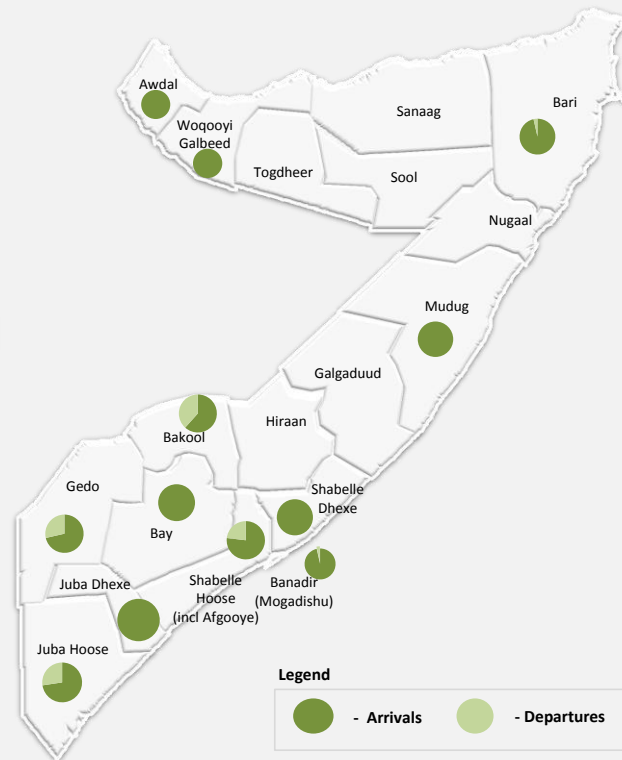 Awdal
Woqooyi
Galbeed
Togdheer
Sanaag
Sool
Bari
Nugaal
Mudug
Galgaduud
Hiraan
Bakool
Gedo
Bay
Shabelle
Dhexe
Juba Dhexe
Shabelle
Hoose
(incl Afgooye)
Banadir
(Mogadishu)
Juba Hoose
Legend
- Arrivals
- Departures